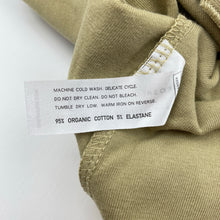 MACHINE COLD WASH. DELICATE CYCLE.
DO NOT DRY CLEAN. DO NOT BLEACH.
TUMBLE DRY LOW. WARM IRON ON REVERSE.
95% ORGANIC COTTON 5% ELASTANE